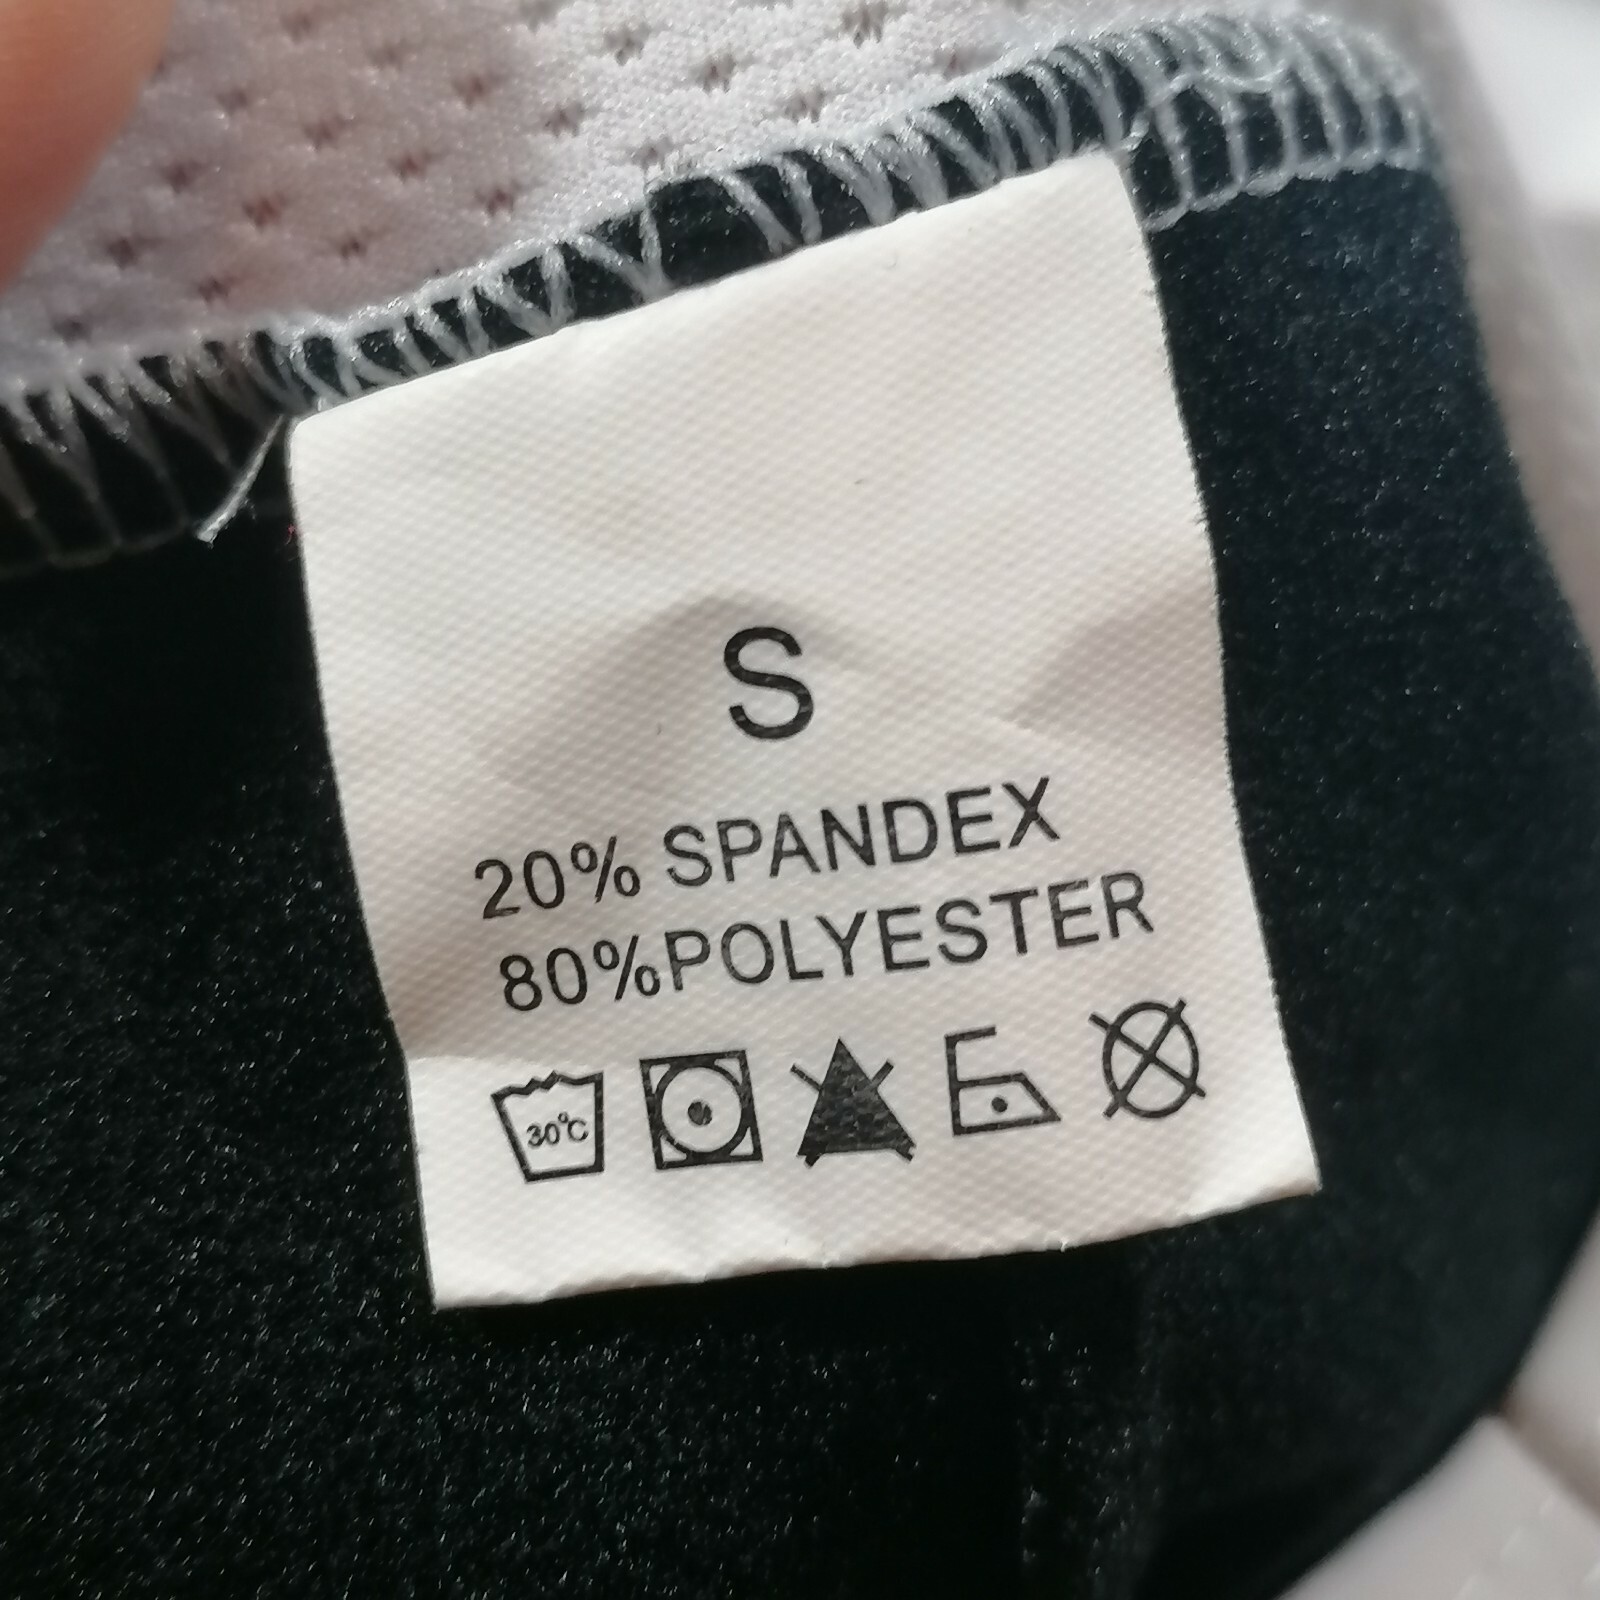 S
20% SPANDEX
80%POLYESTER
30°C